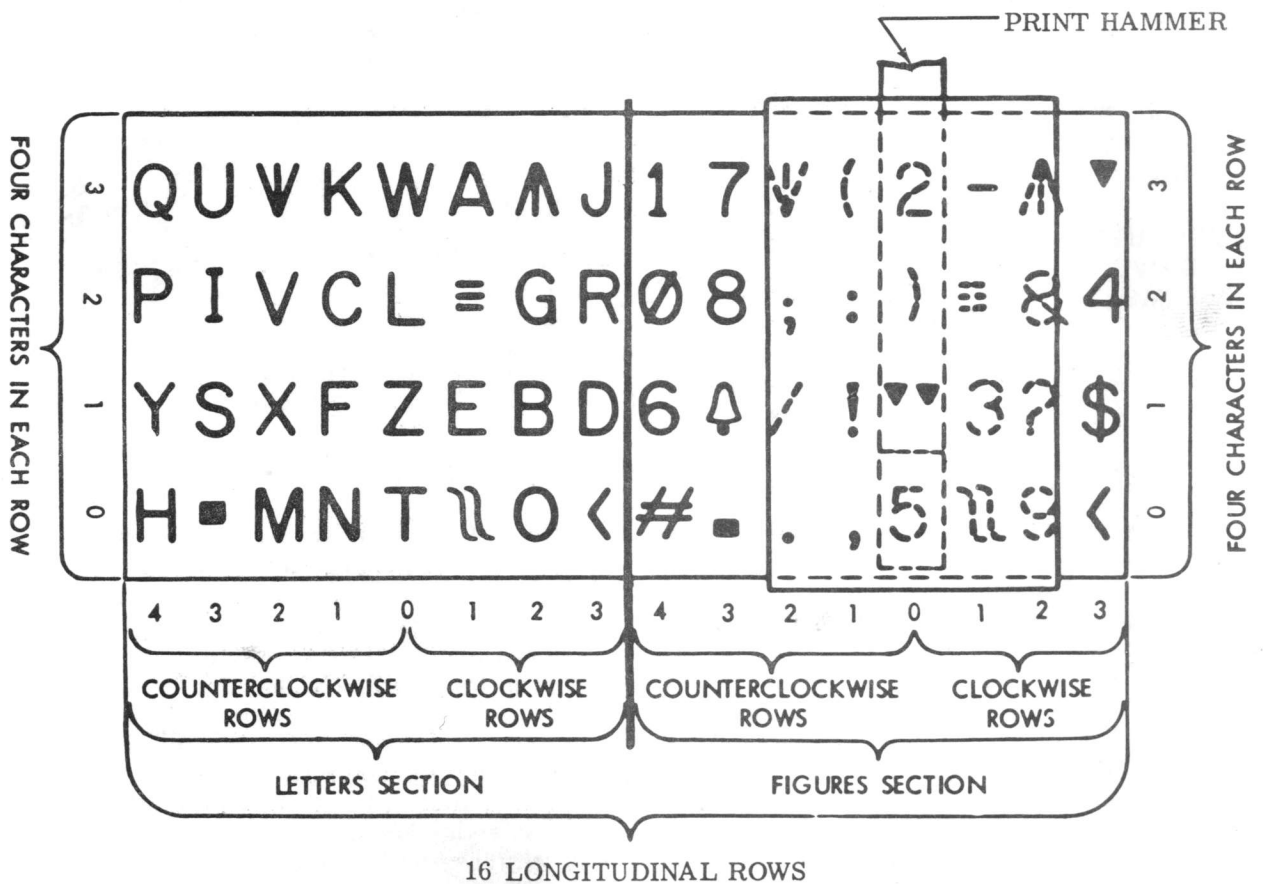 PRINT HAMMER
FOUR CHARACTERS IN EACH ROW
3 Q U K W A J 1 7 ( 2 - ▼ 3
2 P I V C L ≡ G R Ø 8 ; : ) ≡ & 4 2
1 Y S X F Z E B D 6 / ! ▼▼ 3 ? $ 1
0 H ■ M N T O < # ■ . , 5 9 < 0
FOUR CHARACTERS IN EACH ROW
4 3 2 1 0 1 2 3 4 3 2 1 0 1 2 3
COUNTERCLOCKWISE ROWS CLOCKWISE ROWS COUNTERCLOCKWISE ROWS CLOCKWISE ROWS
LETTERS SECTION FIGURES SECTION
16 LONGITUDINAL ROWS